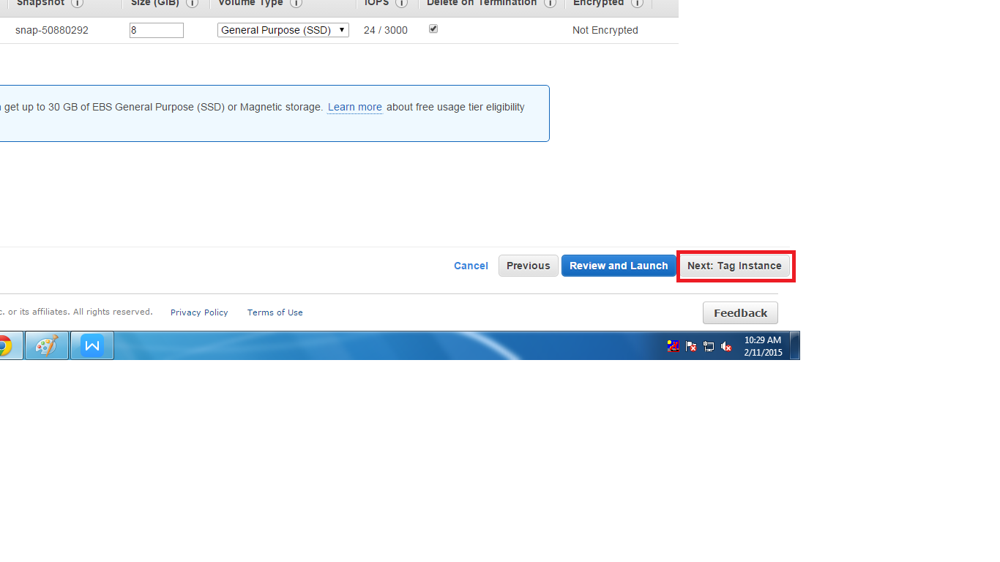 Snapshot Size (GiB) Volume Type IOPS Delete on Termination Encrypted
snap-50880292 8 General Purpose (SSD) 24 / 3000 Not Encrypted
get up to 30 GB of EBS General Purpose (SSD) or Magnetic storage. Learn more about free usage tier eligibility
Cancel Previous Review and Launch Next: Tag Instance
or its affiliates. All rights reserved. Privacy Policy Terms of Use Feedback
10:29 AM
2/11/2015